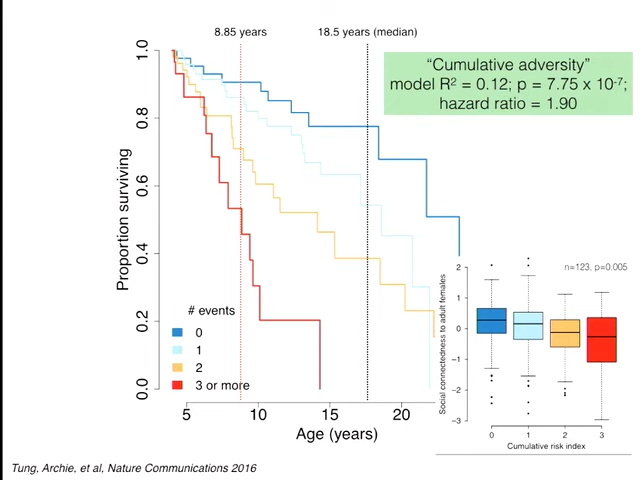 8.85 years
18.5 years (median)
“Cumulative adversity”
model R² = 0.12; p = 7.75 x 10⁻⁷;
hazard ratio = 1.90
Proportion surviving
1.0
0.8
0.6
0.4
0.2
0.0
# events
0
1
2
3 or more
5
10
15
20
Age (years)
n=123, p=0.005
Social connectedness to adult females
2
1
0
−1
−2
−3
0
1
2
3
Cumulative risk index
Tung, Archie, et al, Nature Communications 2016